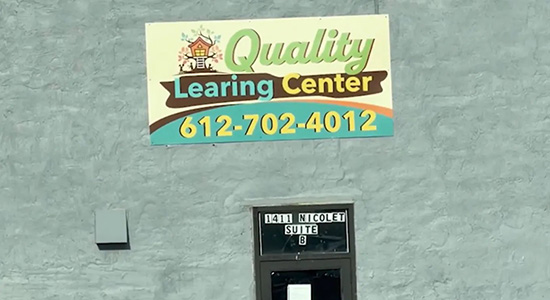 Quality
Learing Center
612-702-4012
1411 NICOLET
SUITE
B